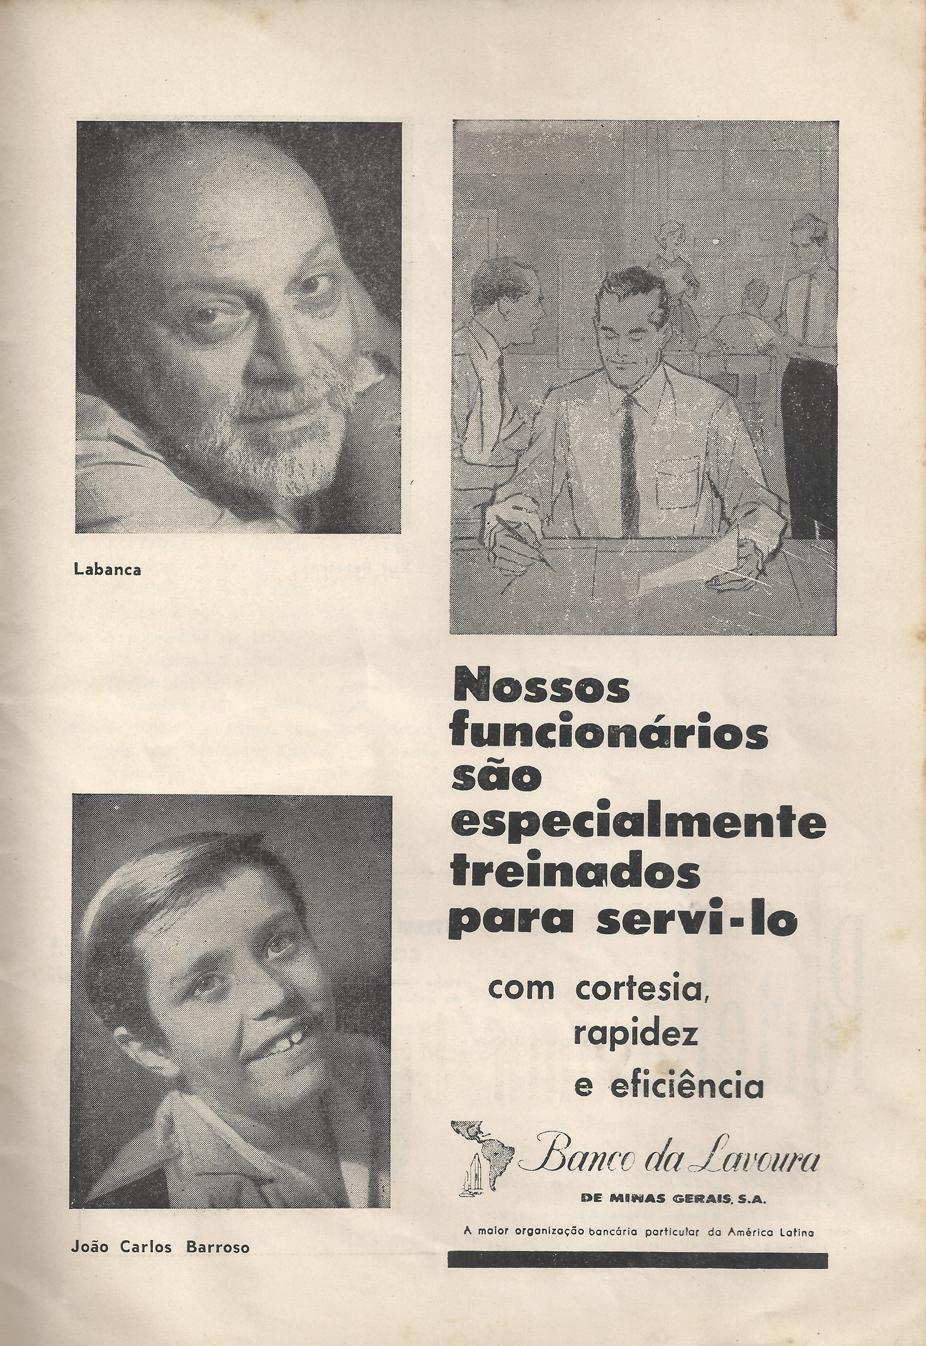 Labanca
João Carlos Barroso
Nossos
funcionários
são
especialmente
treinados
para servi-lo
com cortesia,
rapidez
e eficiência
Banco da Lavoura
DE MINAS GERAIS, S.A.
A maior organização bancária particular da América Latina